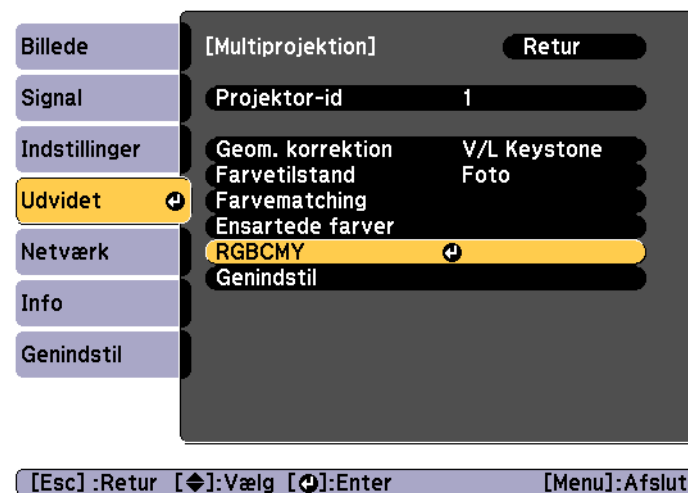 Billede
Signal
Indstillinger
Udvidet
Netværk
Info
Genindstil
[Multiprojektion] Retur
Projektor-id 1
Geom. korrektion V/L Keystone
Farvetilstand Foto
Farvematching
Ensartede farver
RGBCMY
Genindstil
[Esc] :Retur [◆]:Vælg [⏎]:Enter [Menu]:Afslut